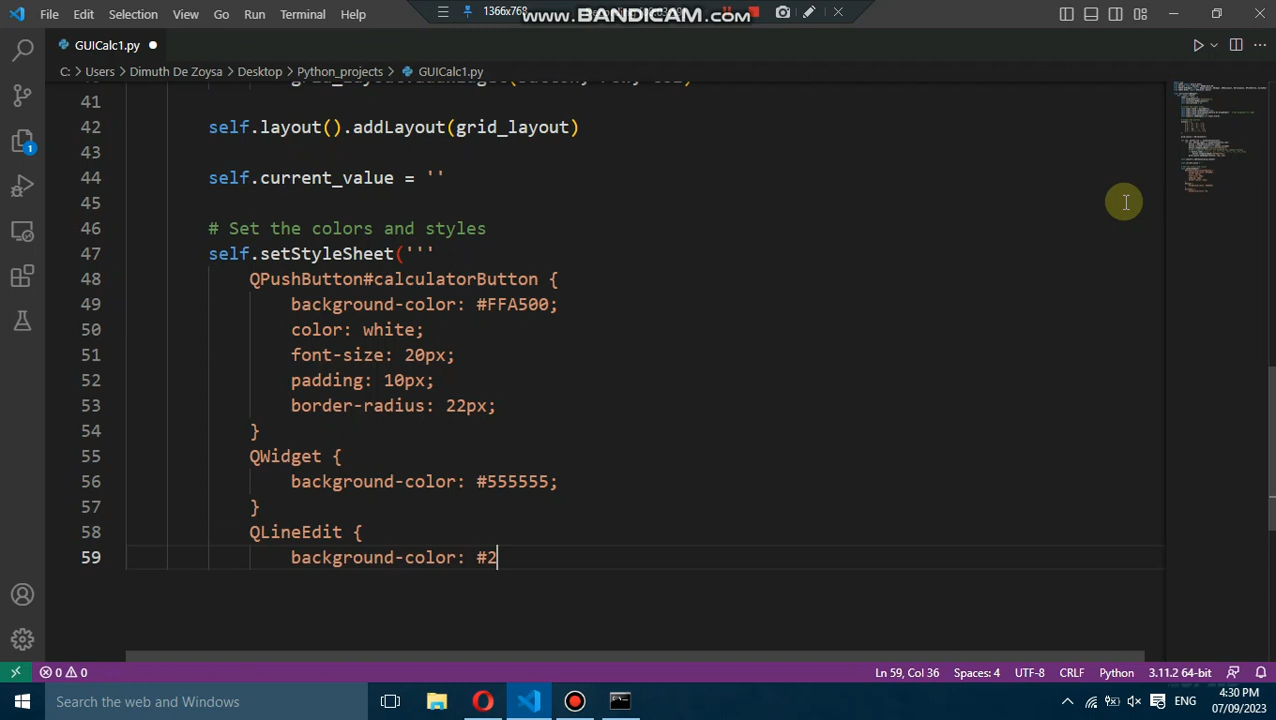 File Edit Selection View Go Run Terminal Help
www.BANDICAM.com
GUICalc1.py
C: > Users > Dimuth De Zoysa > Desktop > Python_projects > GUICalc1.py
41
42 self.layout().addLayout(grid_layout)
43
44 self.current_value = ''
45
46 # Set the colors and styles
47 self.setStyleSheet('''
48 QPushButton#calculatorButton {
49 background-color: #FFA500;
50 color: white;
51 font-size: 20px;
52 padding: 10px;
53 border-radius: 22px;
54 }
55 QWidget {
56 background-color: #555555;
57 }
58 QLineEdit {
59 background-color: #2
1
0 0 Ln 59, Col 36 Spaces: 4 UTF-8 CRLF Python 3.11.2 64-bit
Search the web and Windows
ENG
4:30 PM
07/09/2023